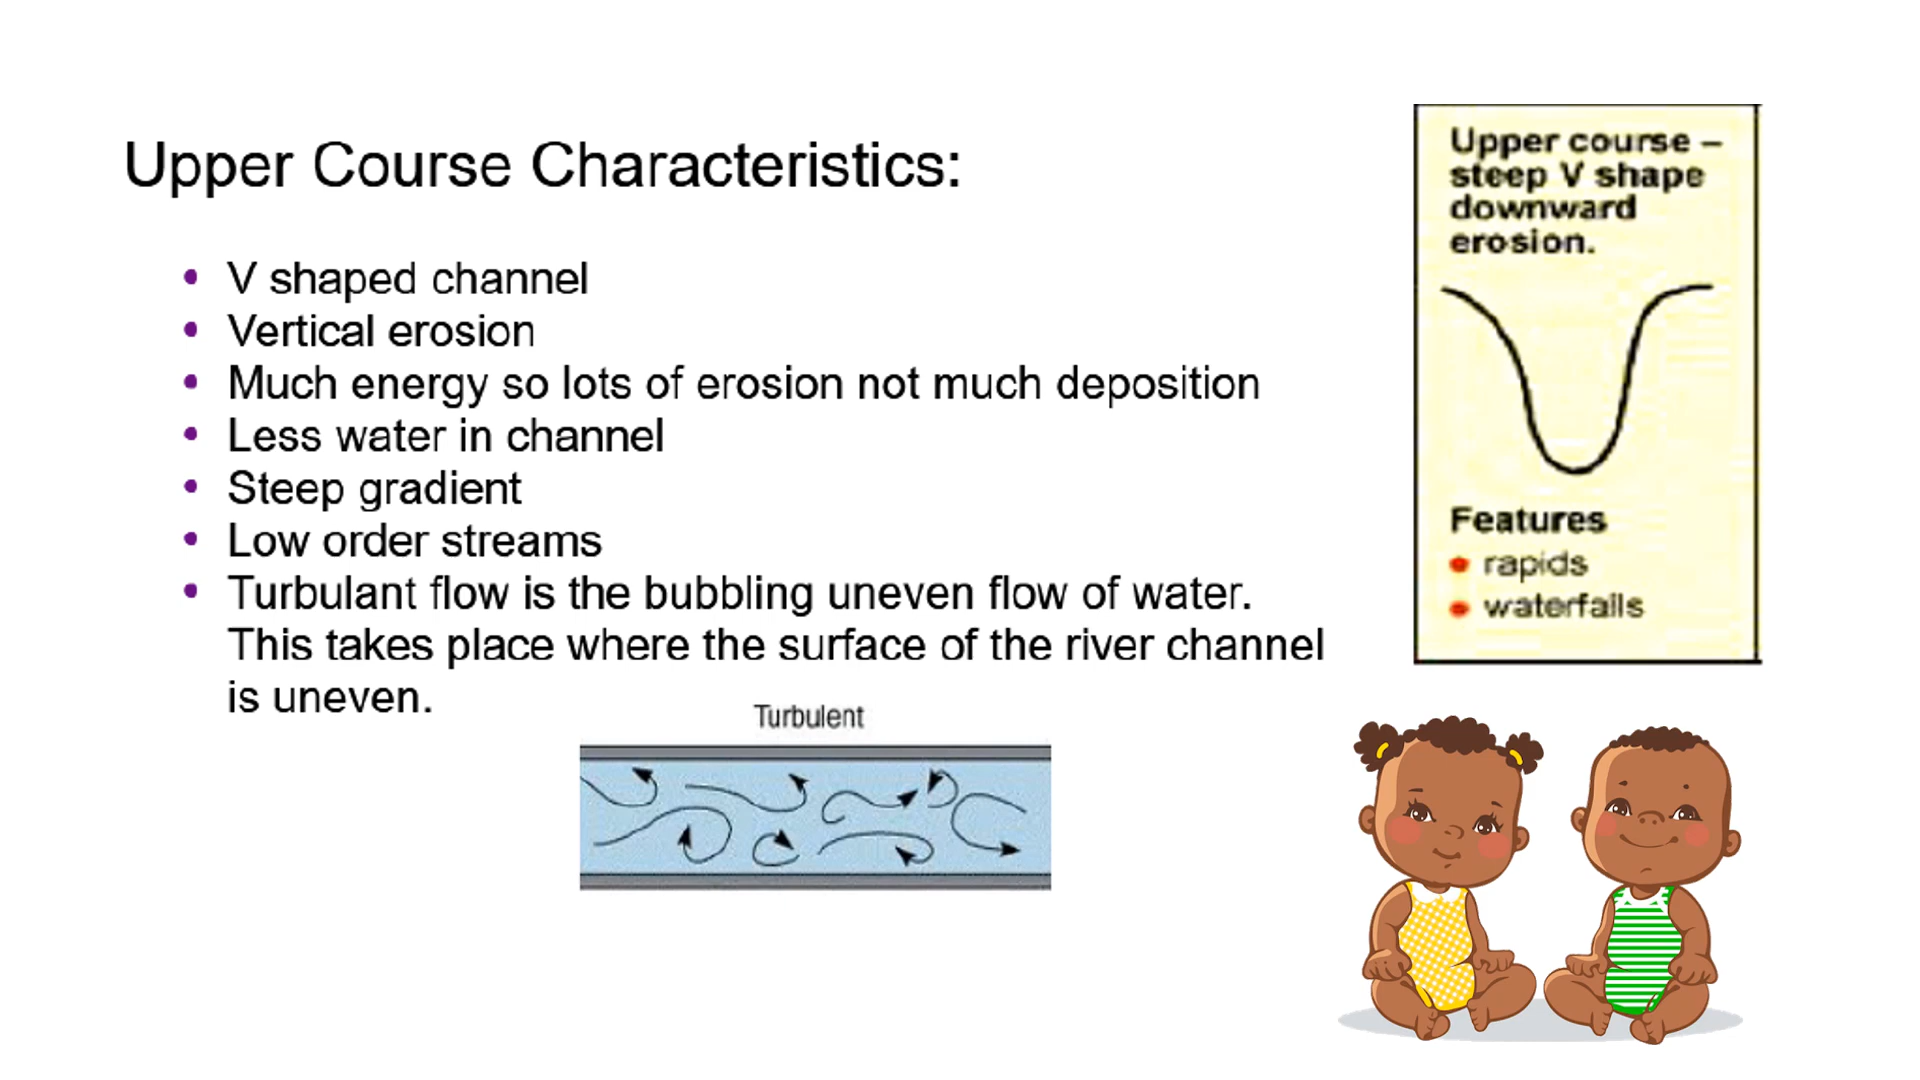 Upper Course Characteristics:
• V shaped channel
• Vertical erosion
• Much energy so lots of erosion not much deposition
• Less water in channel
• Steep gradient
• Low order streams
• Turbulant flow is the bubbling uneven flow of water.
This takes place where the surface of the river channel
is uneven.
Turbulent
Upper course –
steep V shape
downward
erosion.
Features
• rapids
• waterfalls